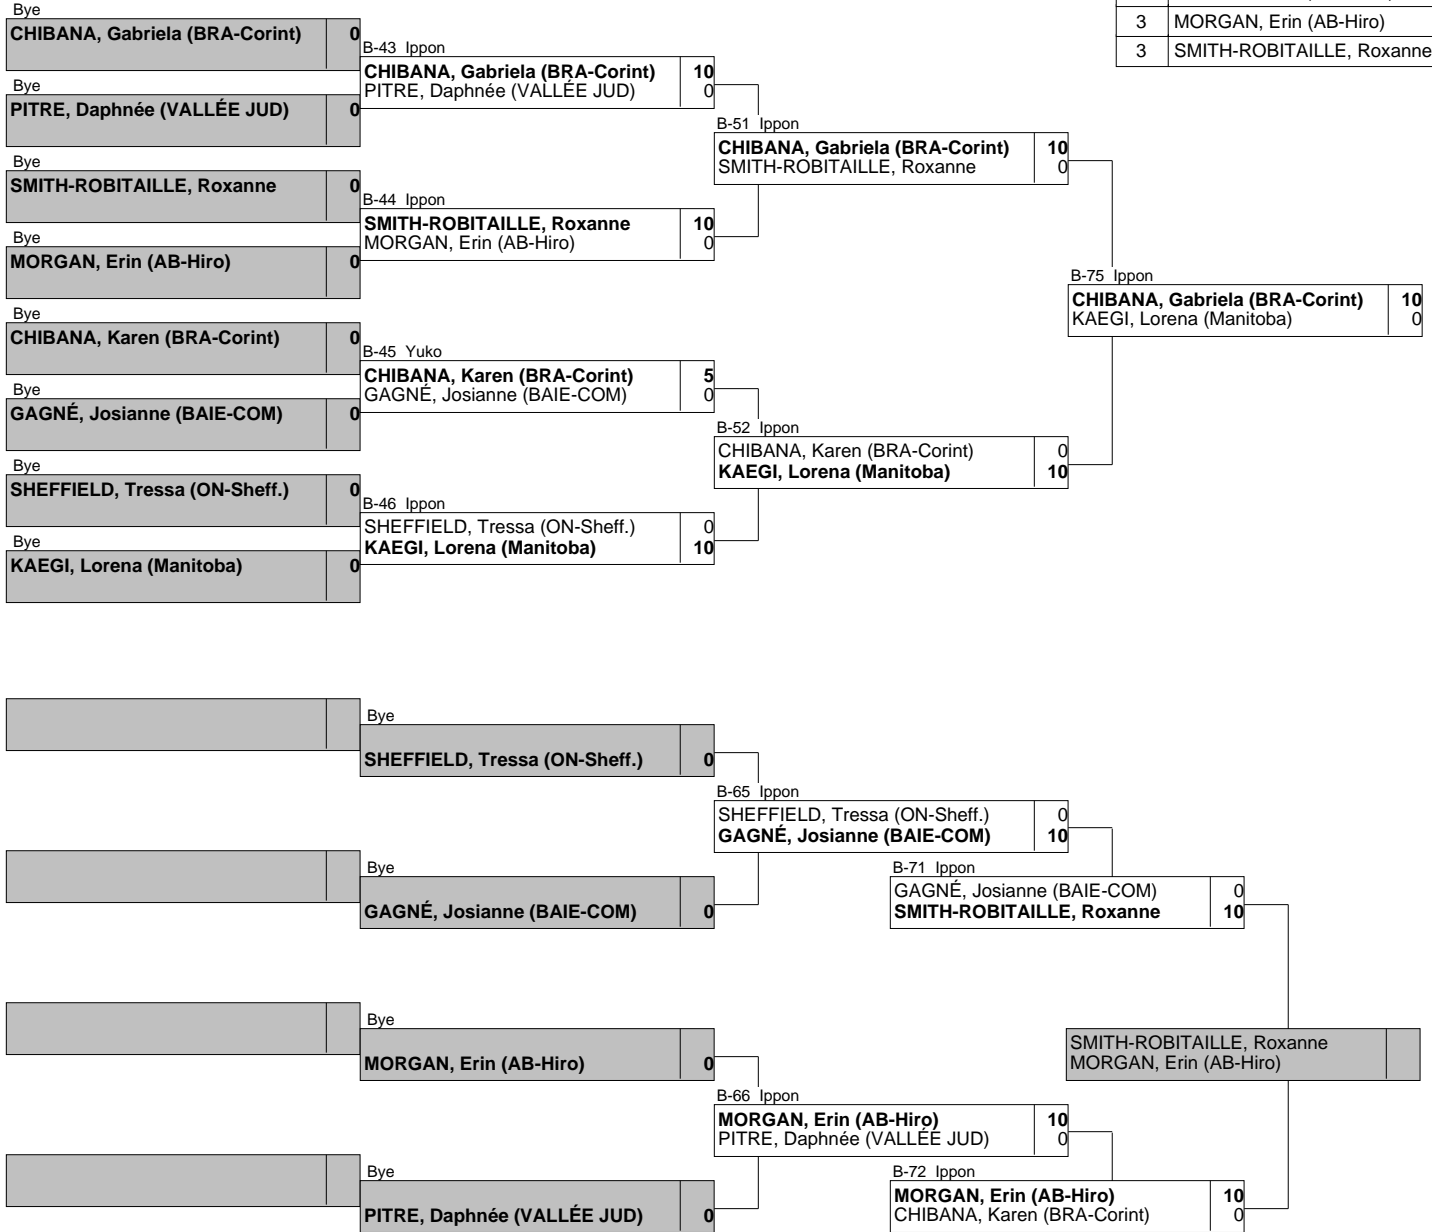 3 MORGAN, Erin (AB-Hiro)
3 SMITH-ROBITAILLE, Roxanne
Bye
CHIBANA, Gabriela (BRA-Corint) 0
Bye
PITRE, Daphnée (VALLÉE JUD) 0
Bye
SMITH-ROBITAILLE, Roxanne 0
Bye
MORGAN, Erin (AB-Hiro) 0
Bye
CHIBANA, Karen (BRA-Corint) 0
Bye
GAGNÉ, Josianne (BAIE-COM) 0
Bye
SHEFFIELD, Tressa (ON-Sheff.) 0
Bye
KAEGI, Lorena (Manitoba) 0
B-43 Ippon
CHIBANA, Gabriela (BRA-Corint) 10
PITRE, Daphnée (VALLÉE JUD) 0
B-44 Ippon
SMITH-ROBITAILLE, Roxanne 10
MORGAN, Erin (AB-Hiro) 0
B-45 Yuko
CHIBANA, Karen (BRA-Corint) 5
GAGNÉ, Josianne (BAIE-COM) 0
B-46 Ippon
SHEFFIELD, Tressa (ON-Sheff.) 0
KAEGI, Lorena (Manitoba) 10
B-51 Ippon
CHIBANA, Gabriela (BRA-Corint) 10
SMITH-ROBITAILLE, Roxanne 0
B-52 Ippon
CHIBANA, Karen (BRA-Corint) 0
KAEGI, Lorena (Manitoba) 10
B-75 Ippon
CHIBANA, Gabriela (BRA-Corint) 10
KAEGI, Lorena (Manitoba) 0
Bye
SHEFFIELD, Tressa (ON-Sheff.) 0
Bye
GAGNÉ, Josianne (BAIE-COM) 0
Bye
MORGAN, Erin (AB-Hiro) 0
Bye
PITRE, Daphnée (VALLÉE JUD) 0
B-65 Ippon
SHEFFIELD, Tressa (ON-Sheff.) 0
GAGNÉ, Josianne (BAIE-COM) 10
B-66 Ippon
MORGAN, Erin (AB-Hiro) 10
PITRE, Daphnée (VALLÉE JUD) 0
B-71 Ippon
GAGNÉ, Josianne (BAIE-COM) 0
SMITH-ROBITAILLE, Roxanne 10
B-72 Ippon
MORGAN, Erin (AB-Hiro) 10
CHIBANA, Karen (BRA-Corint) 0
SMITH-ROBITAILLE, Roxanne
MORGAN, Erin (AB-Hiro)